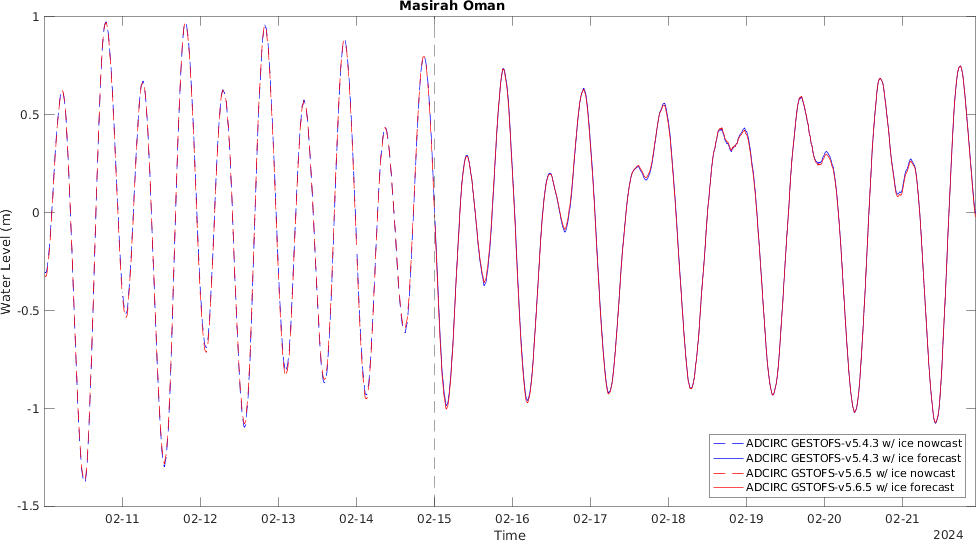 Masirah Oman
1
0.5
0
-0.5
-1
-1.5
Water Level (m)
ADCIRC GESTOFS-v5.4.3 w/ ice nowcast
ADCIRC GESTOFS-v5.4.3 w/ ice forecast
ADCIRC GSTOFS-v5.6.5 w/ ice nowcast
ADCIRC GSTOFS-v5.6.5 w/ ice forecast
02-11 02-12 02-13 02-14 02-15 02-16 02-17 02-18 02-19 02-20 02-21
Time
2024